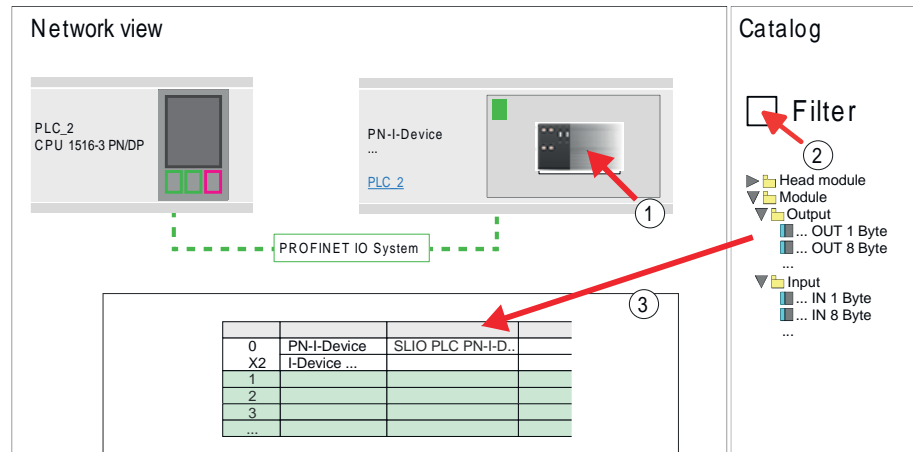 Network view
PLC_2
CPU 1516-3 PN/DP
PN-I-Device
...
PLC_2
1
PROFINET IO System
3
0 PN-I-Device SLIO PLC PN-I-D..
X2 I-Device ...
1
2
3
...
Catalog
Filter
2
Head module
Module
Output
... OUT 1 Byte
... OUT 8 Byte
...
Input
... IN 1 Byte
... IN 8 Byte
...